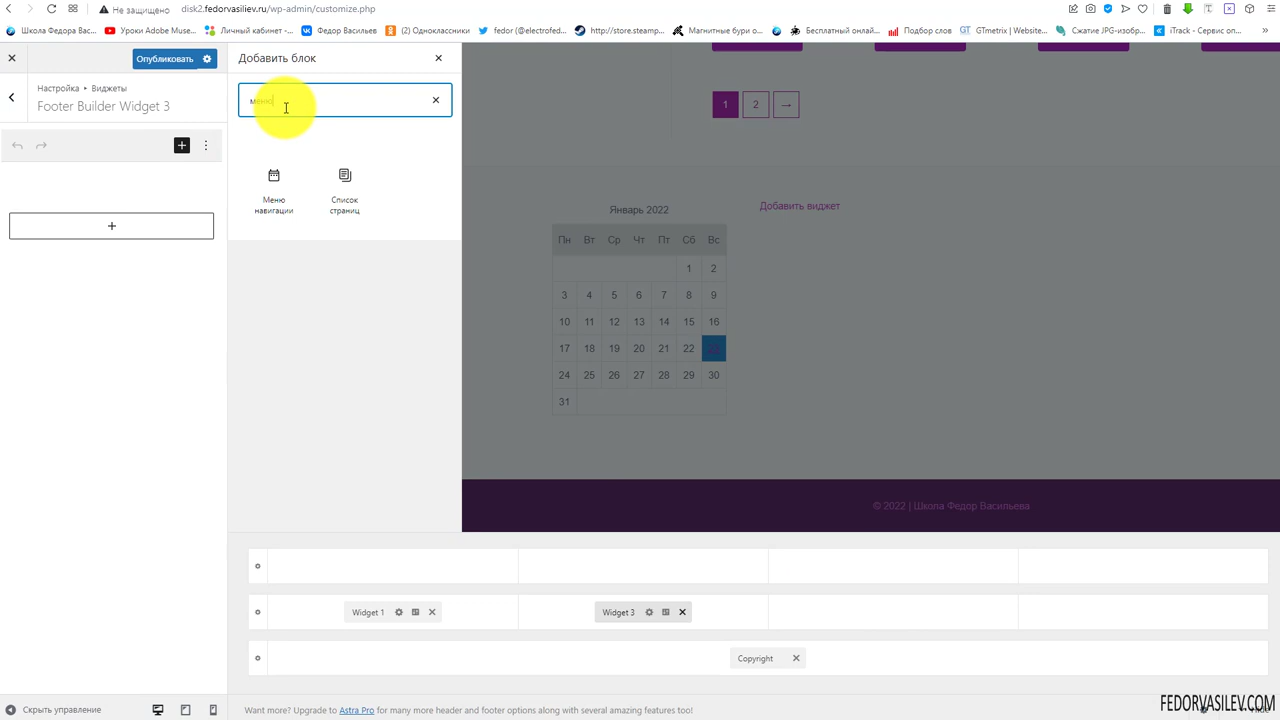 Не защищено
disk2.fedorvasiliev.ru/wp-admin/customize.php
Школа Федора Вас...
Уроки Adobe Muse...
Личный кабинет...
Федор Васильев
(2) Одноклассники
fedor (@electrofed...
http://store.steamp...
Магнитные бури о...
Бесплатный онлай...
Подбор слов
GTmetrix | Website...
Сжатие JPG-изобр...
iTrack - Сервис оп...
Опубликовать
Добавить блок
Настройка ▸ Виджеты
Footer Builder Widget 3
меню
Меню
навигации
Список
страниц
1 2 →
Январь 2022
Добавить виджет
Пн Вт Ср Чт Пт Сб Вс
1 2
3 4 5 6 7 8 9
10 11 12 13 14 15 16
17 18 19 20 21 22 23
24 25 26 27 28 29 30
31
© 2022 | Школа Федор Васильева
Widget 1
Widget 3
Copyright
Скрыть управление
Want more? Upgrade to Astra Pro for many more header and footer options along with several amazing features too!
FEDORVASILEV.COM